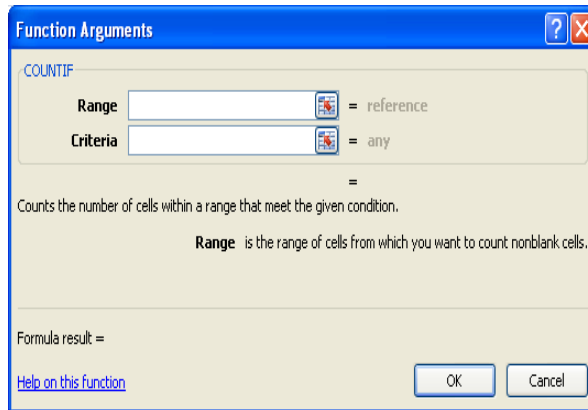 Function Arguments
COUNTIF
Range = reference
Criteria = any
=
Counts the number of cells within a range that meet the given condition.
Range is the range of cells from which you want to count nonblank cells.
Formula result =
Help on this function OK Cancel